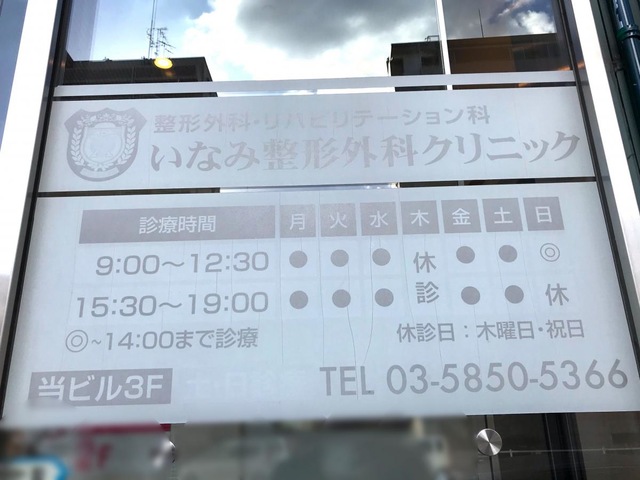 整形外科・リハビリテーション科
いなみ整形外科クリニック
診療時間 月 火 水 木 金 土 日
9:00～12:30 ● ● ● 休 ● ● ◎
15:30～19:00 ● ● ● 診 ● ● 休
◎~14:00まで診療 休診日:木曜日・祝日
当ビル3F TEL 03-5850-5366